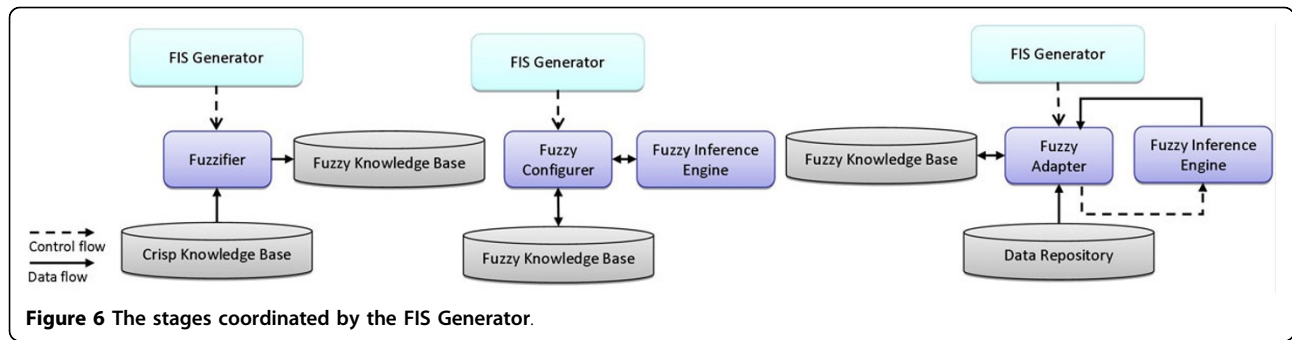 FIS Generator
Fuzzifier
Fuzzy Knowledge Base
Crisp Knowledge Base
Control flow
Data flow
FIS Generator
Fuzzy
Configurer
Fuzzy Inference
Engine
Fuzzy Knowledge Base
FIS Generator
Fuzzy Knowledge Base
Fuzzy
Adapter
Fuzzy Inference
Engine
Data Repository
Figure 6 The stages coordinated by the FIS Generator.